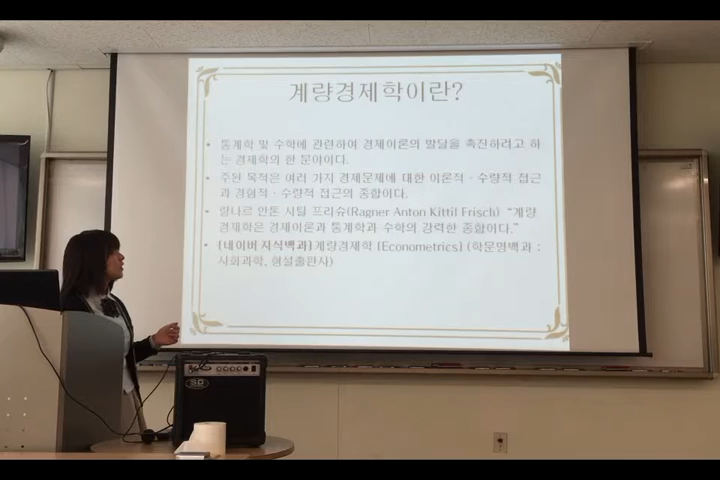 계량경제학이란?
• 통계학 및 수학에 관련하여 경제이론의 발달을 촉진하려고 하
는 경제학의 한 분야이다.
• 주된 목적은 여러 가지 경제문제에 대한 이론적·수량적 접근
과 경험적·수량적 접근의 종합이다.
• 랑나르 안톤 시틸 프리슈(Ragner Anton Kittil Frisch) “계량
경제학은 경제이론과 통계학과 수학의 강력한 종합이다.”
• [네이버 지식백과] 계량경제학 [Econometrics] (학문명백과 :
사회과학, 형설출판사)